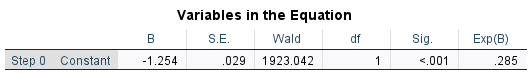 Variables in the Equation
B S.E. Wald df Sig. Exp(B)
Step 0 Constant -1.254 .029 1923.042 1 <.001 .285